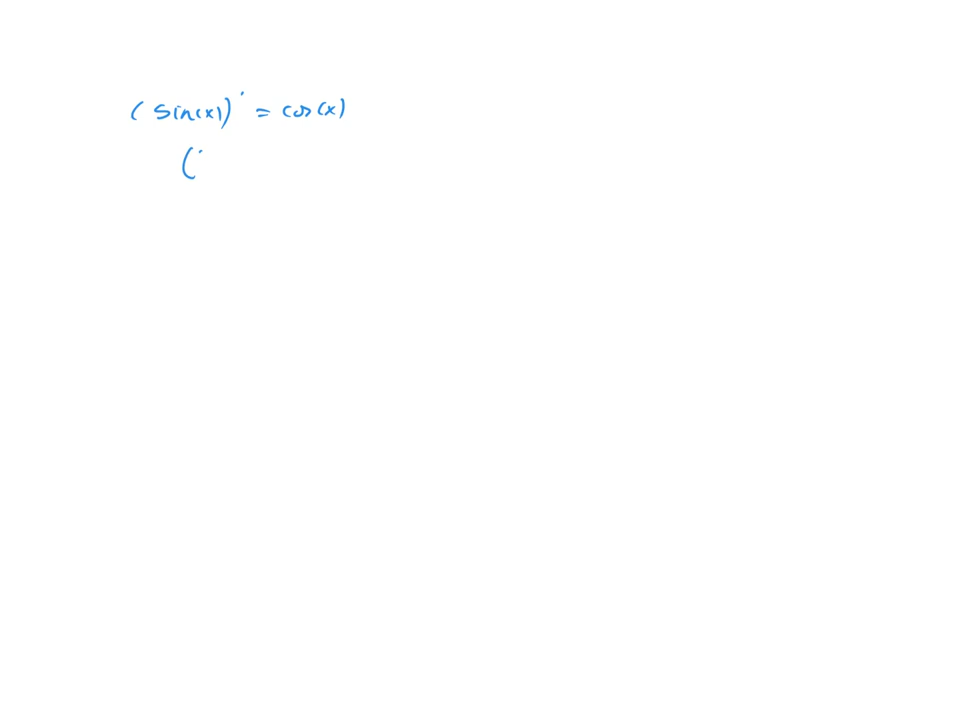 (sin(x))' = cos(x)
(